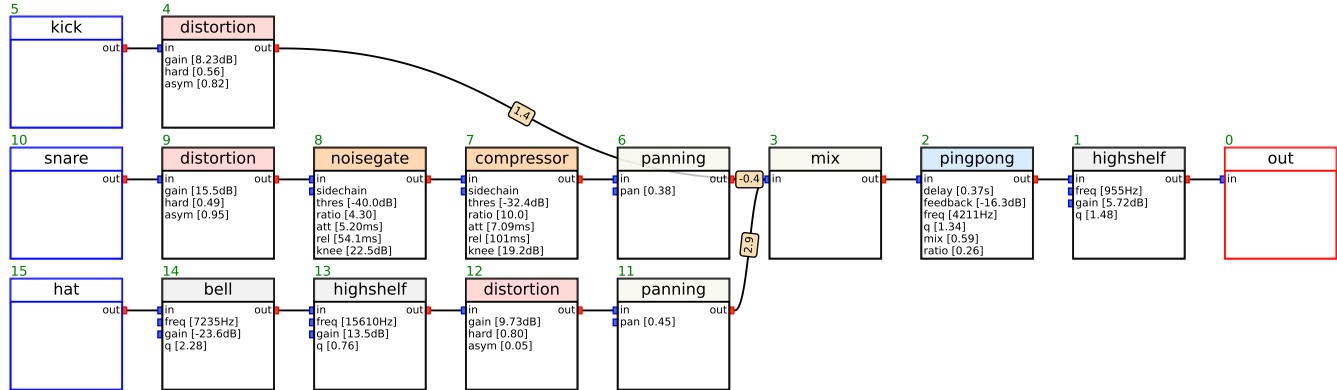 5
kick
out
4
distortion
in out
gain [8.23dB]
hard [0.56]
asym [0.82]
1.4
10
snare
out
9
distortion
in out
gain [15.5dB]
hard [0.49]
asym [0.95]
8
noisegate
in out
sidechain
thres [-40.0dB]
ratio [4.30]
att [5.20ms]
rel [54.1ms]
knee [22.5dB]
7
compressor
in out
sidechain
thres [-32.4dB]
ratio [10.0]
att [7.09ms]
rel [101ms]
knee [19.2dB]
6
panning
in out
pan [0.38]
-0.4
3
mix
in out
2
pingpong
in out
delay [0.37s]
feedback [-16.3dB]
freq [4211Hz]
q [1.34]
mix [0.59]
ratio [0.26]
1
highshelf
in out
freq [955Hz]
gain [5.72dB]
q [1.48]
0
out
in
15
hat
out
14
bell
in out
freq [7235Hz]
gain [-23.6dB]
q [2.28]
13
highshelf
in out
freq [15610Hz]
gain [13.5dB]
q [0.76]
12
distortion
in out
gain [9.73dB]
hard [0.80]
asym [0.05]
11
panning
in out
pan [0.45]
2.9